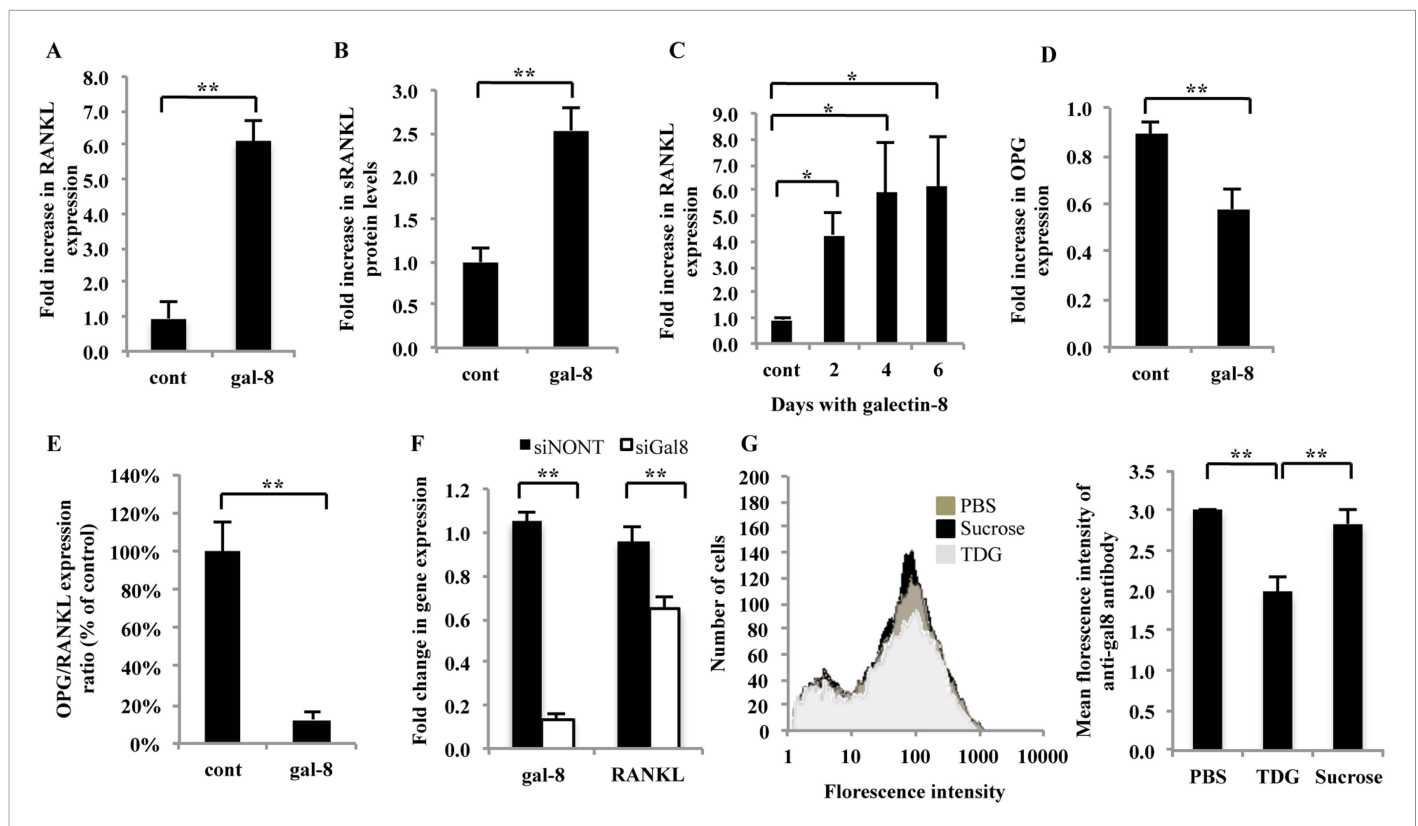 A
Fold increase in RANKL
expression
8.0
7.0
6.0
5.0
4.0
3.0
2.0
1.0
0.0
**
cont
gal-8
B
Fold increase in sRANKL
protein levels
3.0
2.5
2.0
1.5
1.0
0.5
0.0
**
cont
gal-8
C
Fold increase in RANKL
expression
9.0
8.0
7.0
6.0
5.0
4.0
3.0
2.0
1.0
0.0
*
*
*
cont
2
4
6
Days with galectin-8
D
Fold increase in OPG
expression
1.0
0.8
0.6
0.4
0.2
0.0
**
cont
gal-8
E
OPG/RANKL expression
ratio (% of control)
140%
120%
100%
80%
60%
40%
20%
0%
**
cont
gal-8
F
siNONT
siGal8
Fold change in gene expression
1.2
1.0
0.8
0.6
0.4
0.2
0.0
**
**
gal-8
RANKL
G
Number of cells
200
180
160
140
120
100
80
60
40
20
0
PBS
Sucrose
TDG
1
10
100
1000
10000
Florescence intensity
Mean florescence intensity of
anti-gal8 antibody
3.5
3.0
2.5
2.0
1.5
1.0
0.5
0.0
**
**
PBS
TDG
Sucrose